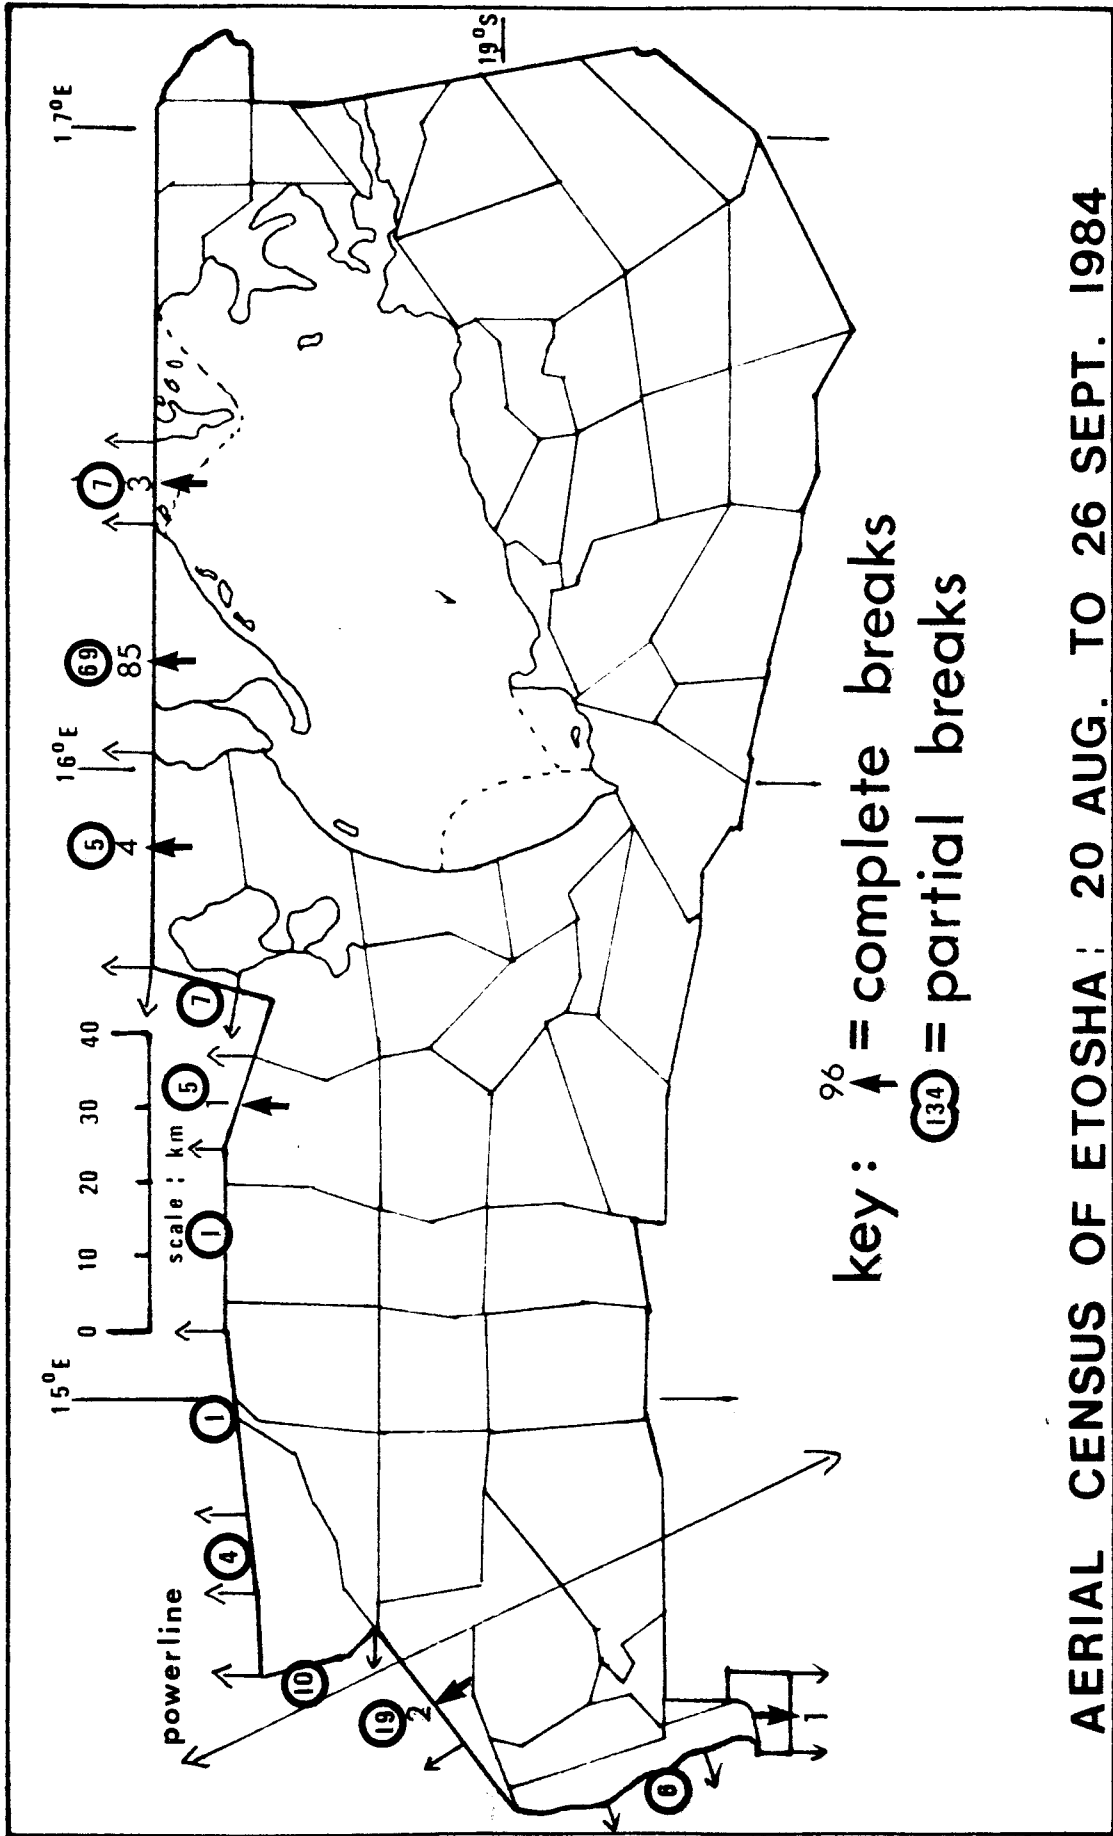 15°E
16°E
17°E
0 10 20 30 40
scale : km
powerline
10
4
1
1
5
1
7
5
4
69
85
7
3
19
2
6
1
19°S
key : 96 = complete breaks
134 = partial breaks
AERIAL CENSUS OF ETOSHA : 20 AUG. TO 26 SEPT. 1984